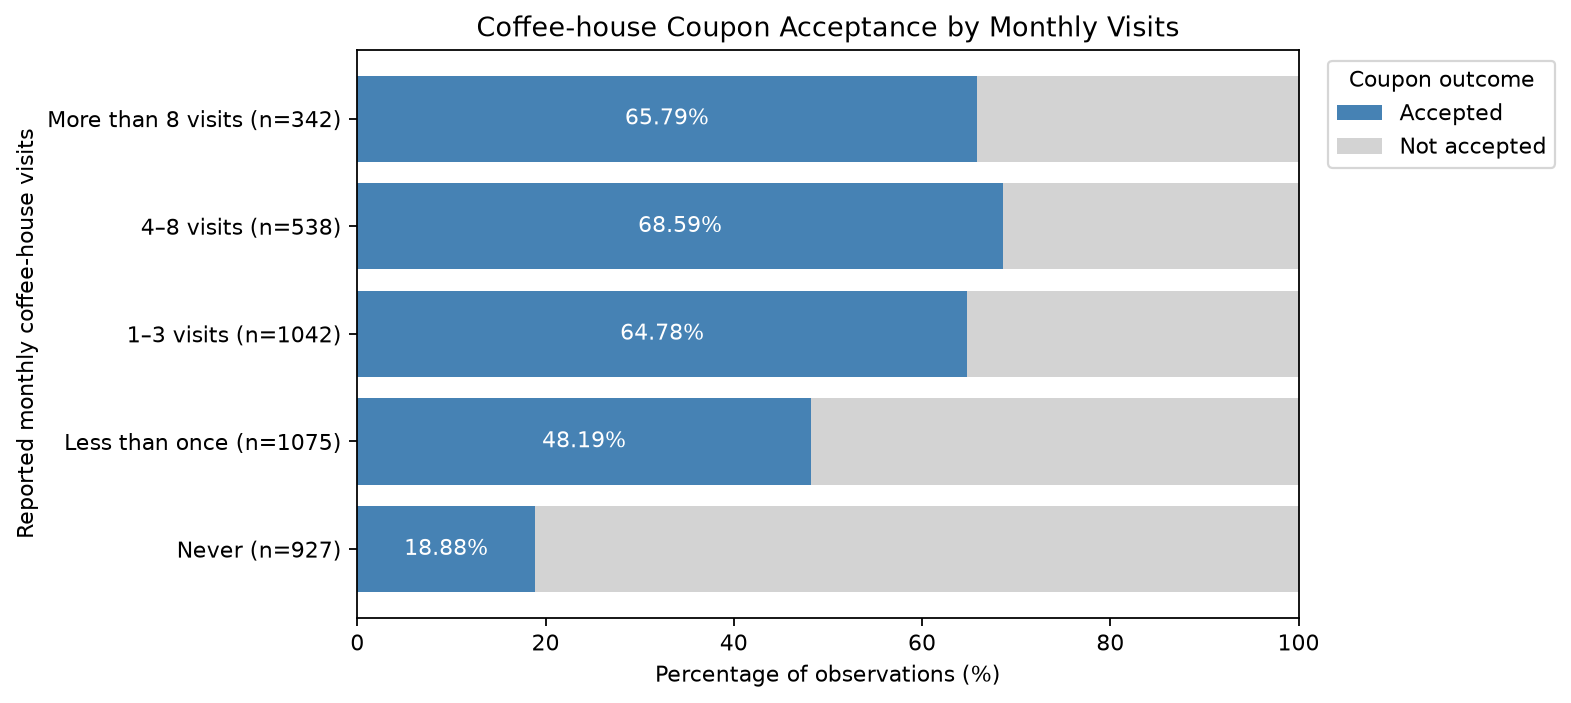 Coffee-house Coupon Acceptance by Monthly Visits
Reported monthly coffee-house visits
More than 8 visits (n=342)
65.79%
4–8 visits (n=538)
68.59%
1–3 visits (n=1042)
64.78%
Less than once (n=1075)
48.19%
Never (n=927)
18.88%
0 20 40 60 80 100
Percentage of observations (%)
Coupon outcome
Accepted
Not accepted